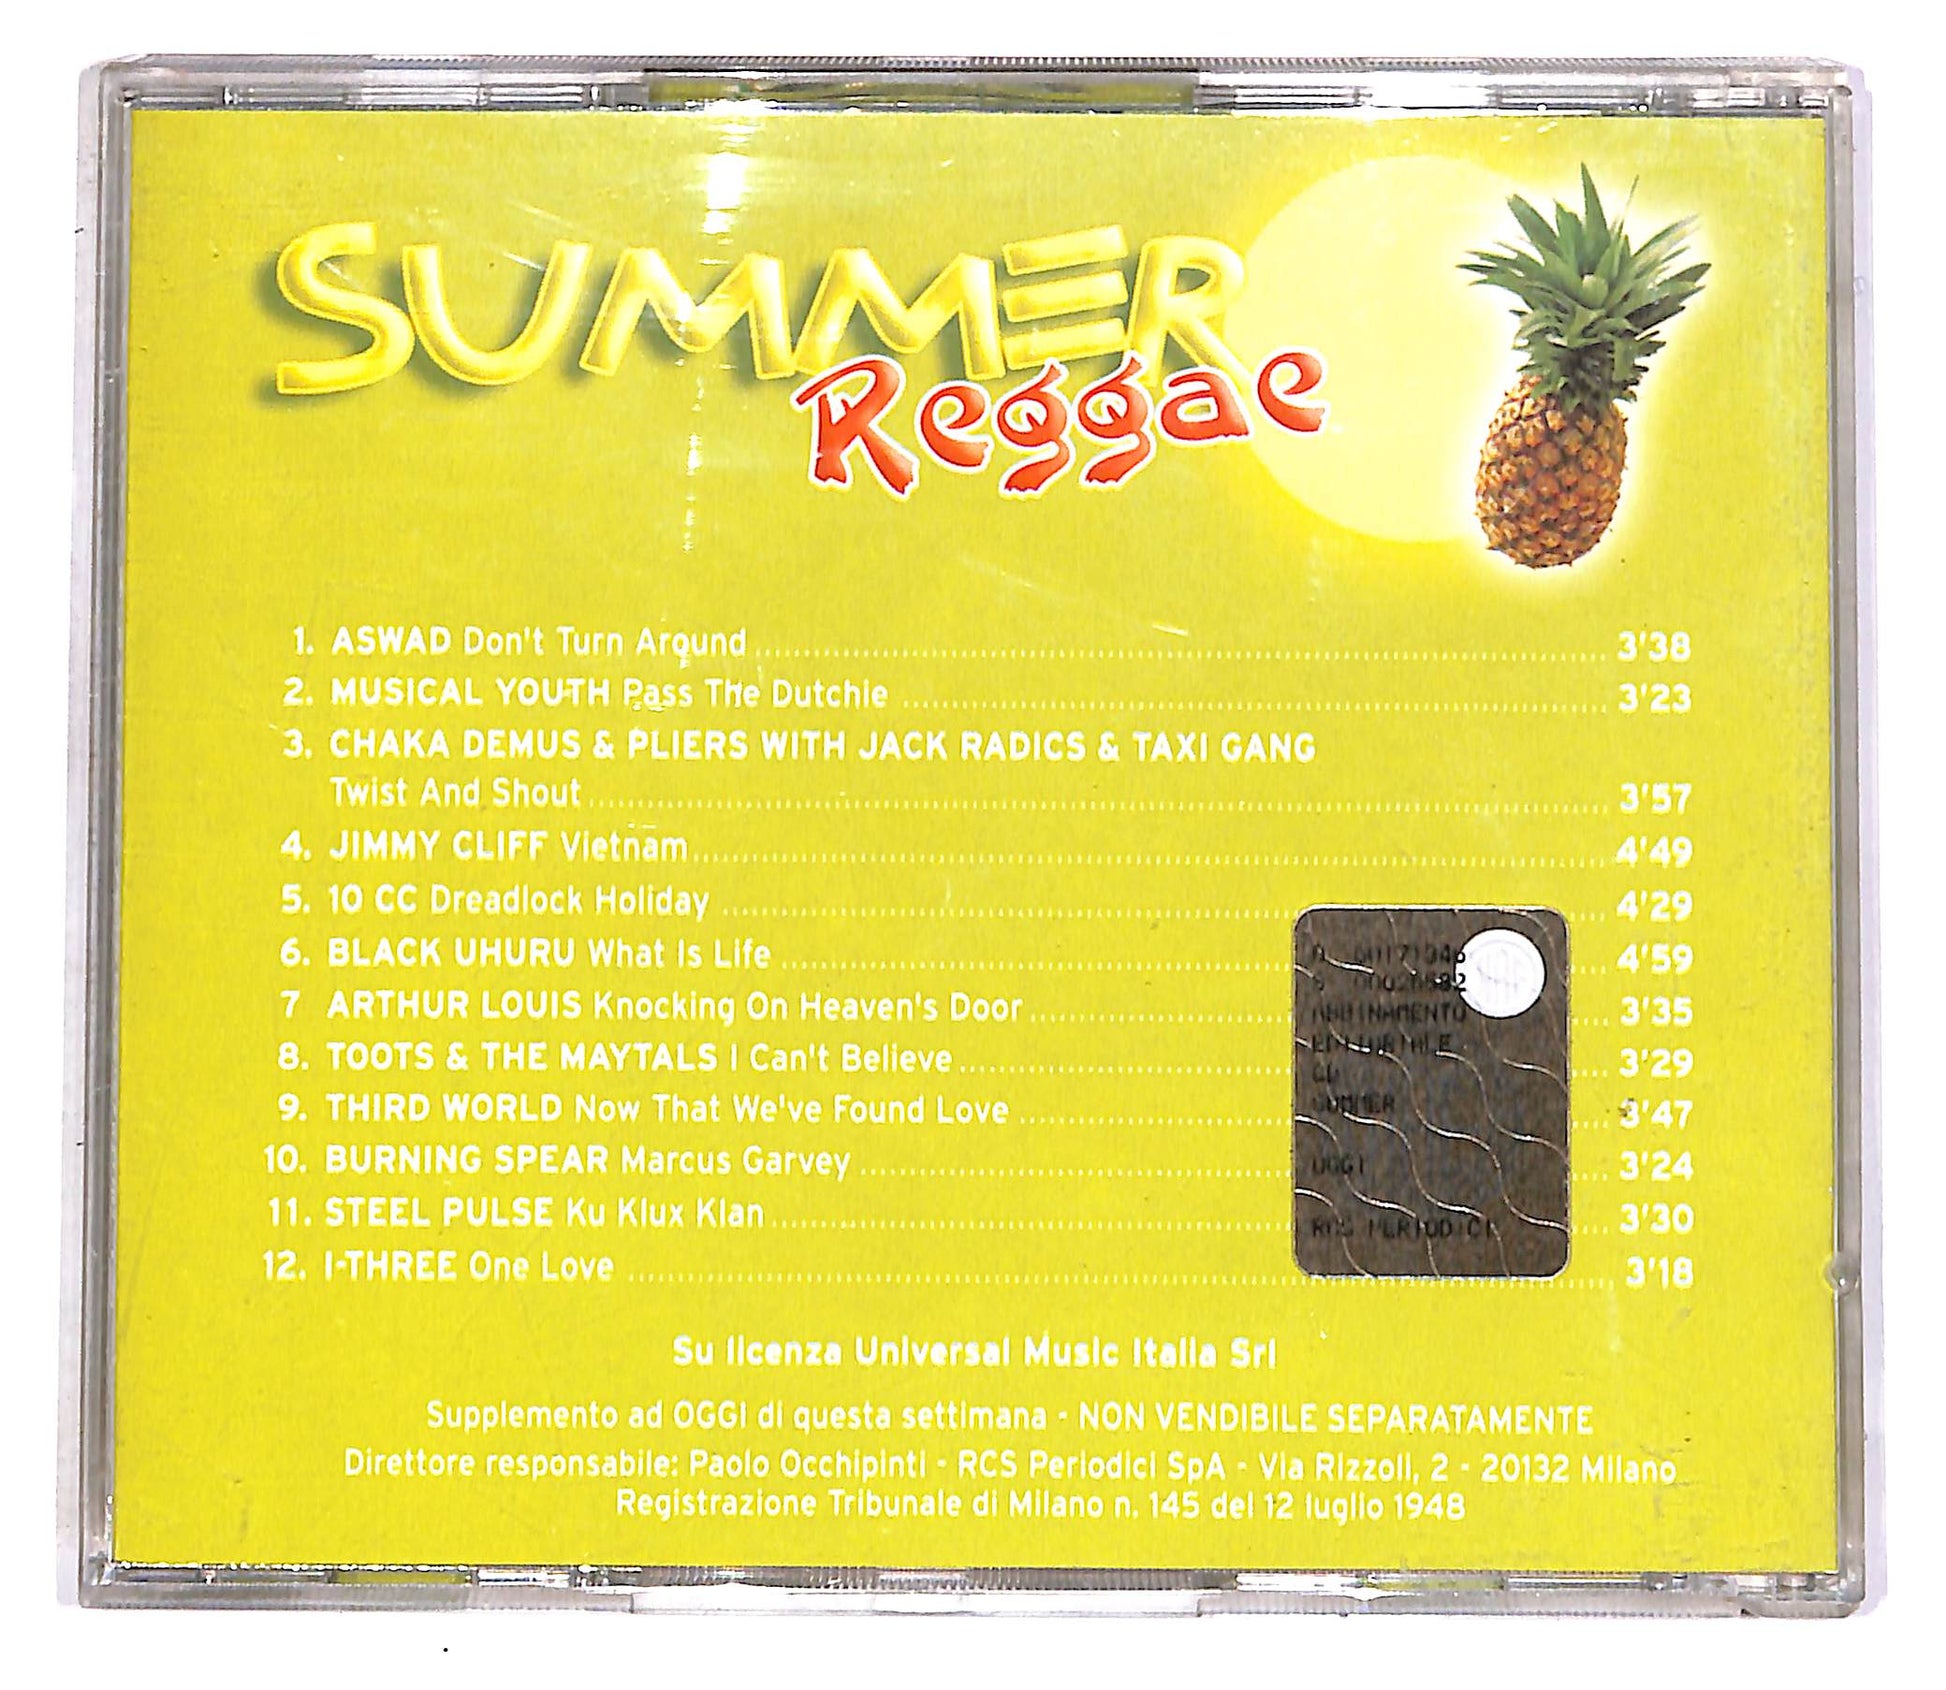 SUMMER
Reggae
1. ASWAD Don't Turn Around 3'38
2. MUSICAL YOUTH Pass The Dutchie 3'23
3. CHAKA DEMUS & PLIERS WITH JACK RADICS & TAXI GANG
Twist And Shout 3'57
4. JIMMY CLIFF Vietnam 4'49
5. 10 CC Dreadlock Holiday 4'29
6. BLACK UHURU What Is Life 4'59
7 ARTHUR LOUIS Knocking On Heaven's Door 3'35
8. TOOTS & THE MAYTALS I Can't Believe 3'29
9. THIRD WORLD Now That We've Found Love 3'47
10. BURNING SPEAR Marcus Garvey 3'24
11. STEEL PULSE Ku Klux Klan 3'30
12. I-THREE One Love 3'18
ABBINAMENTO
EDITORIALE
SUMMER
OGGI
RCS PERIODICI
Su licenza Universal Music Italia Srl
Supplemento ad OGGI di questa settimana - NON VENDIBILE SEPARATAMENTE
Direttore responsabile: Paolo Occhipinti - RCS Periodici SpA - Via Rizzoli, 2 - 20132 Milano
Registrazione Tribunale di Milano n. 145 del 12 luglio 1948